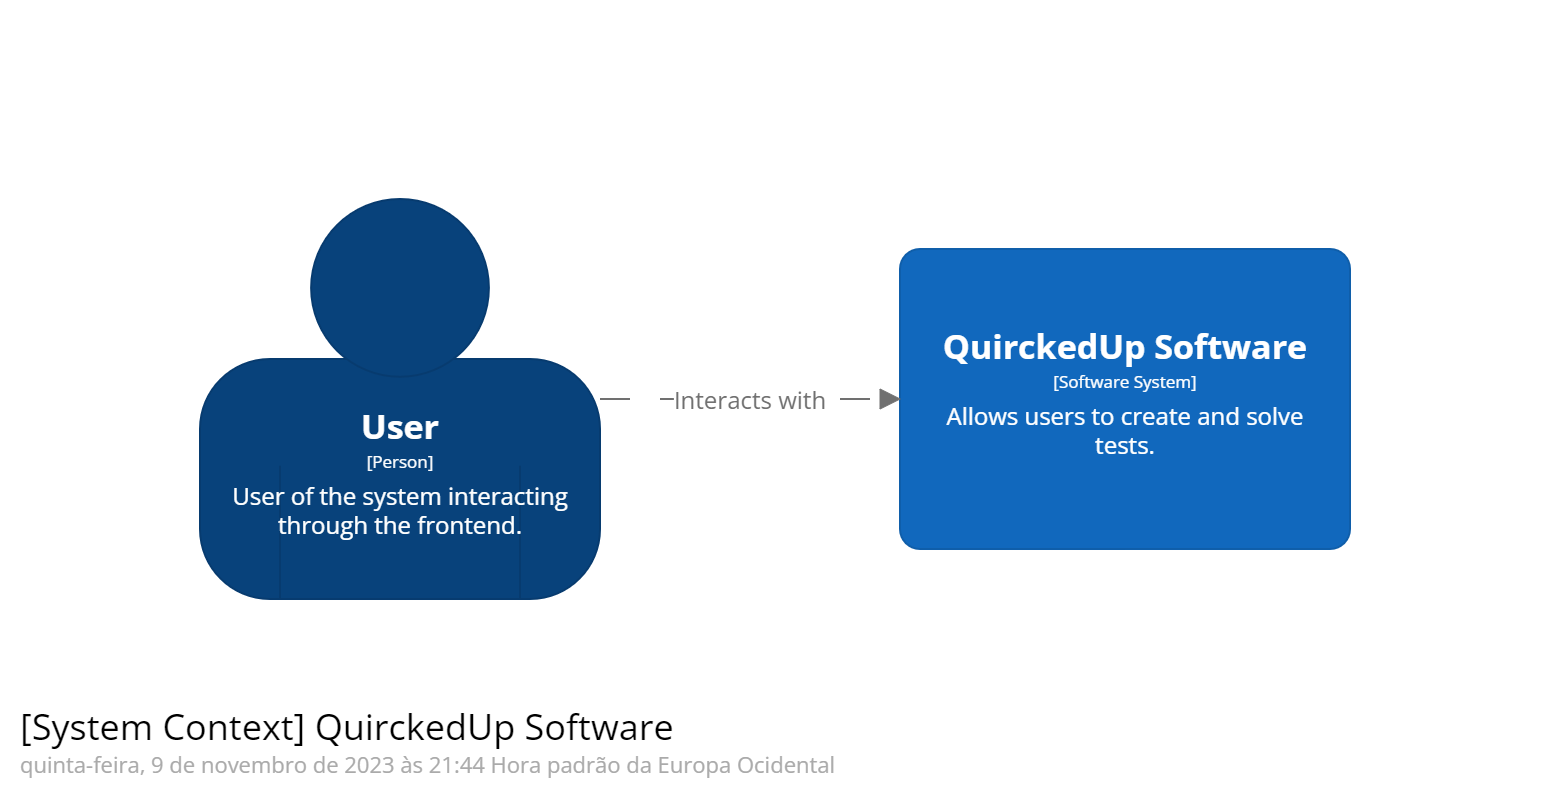 User
[Person]
User of the system interacting
through the frontend.
Interacts with
QuirckedUp Software
[Software System]
Allows users to create and solve
tests.
[System Context] QuirckedUp Software
quinta-feira, 9 de novembro de 2023 às 21:44 Hora padrão da Europa Ocidental